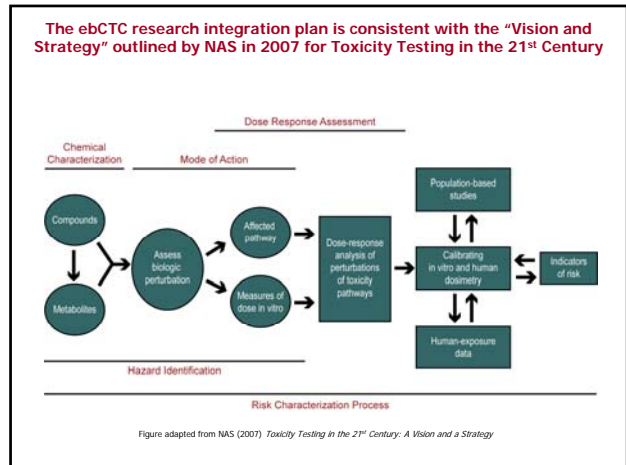 The ebCTC research integration plan is consistent with the “Vision and
Strategy” outlined by NAS in 2007 for Toxicity Testing in the 21st Century
Dose Response Assessment
Chemical
Characterization
Mode of Action
Compounds
Metabolites
Assess
biologic
perturbation
Affected
pathway
Measures of
dose in vitro
Dose-response
analysis of
perturbations
of toxicity
pathways
Population-based
studies
Calibrating
in vitro and human
dosimetry
Human-exposure
data
Indicators
of risk
Hazard Identification
Risk Characterization Process
Figure adapted from NAS (2007) Toxicity Testing in the 21st Century: A Vision and a Strategy